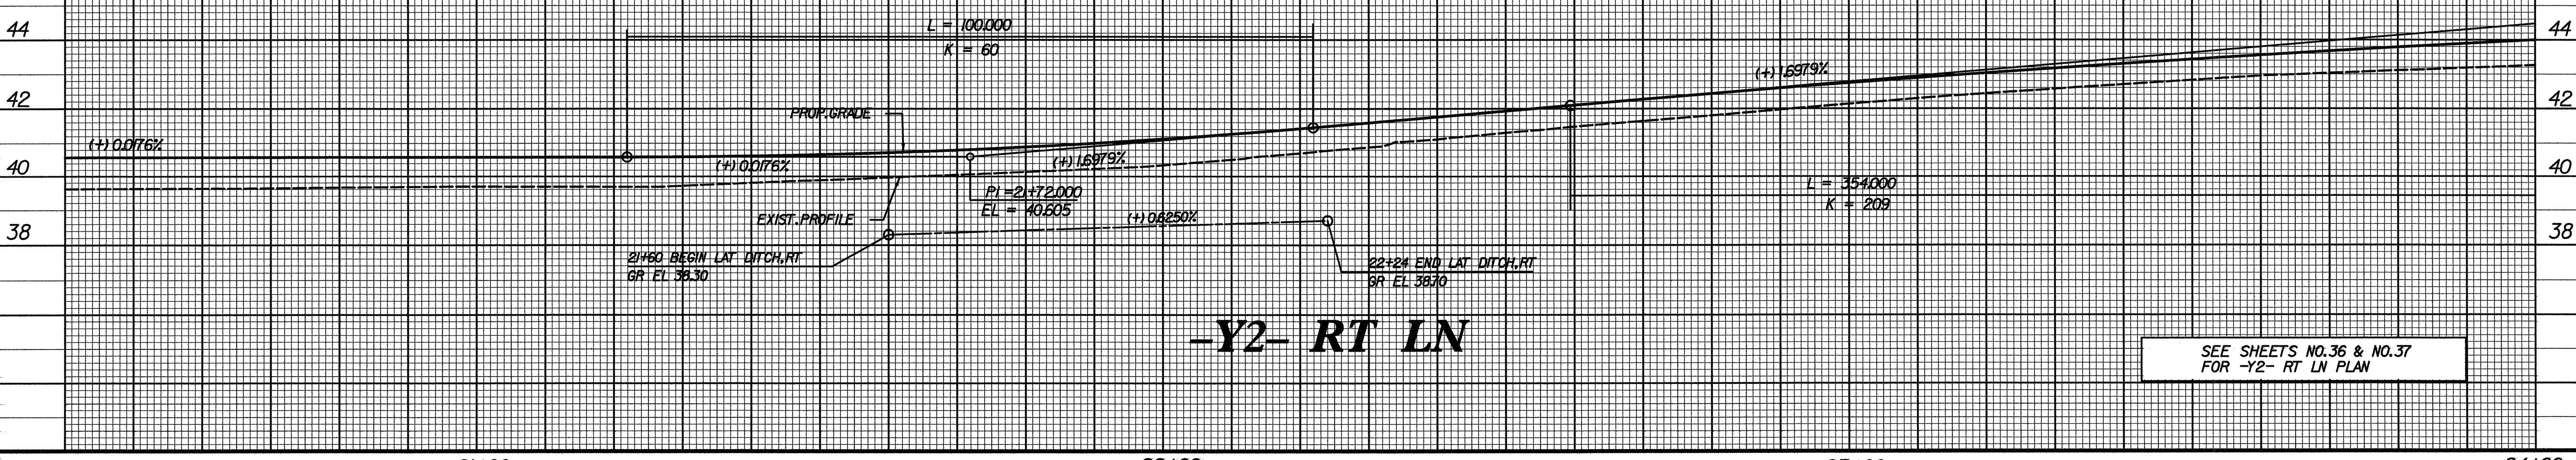 44
L = 100.000
44
K = 60
(+) 1.6979%
42
PROP. GRADE
42
(+) 0.0176%
(+) 0.0176%
(+) 1.6979%
40
40
PI = 21+72.000
EL = 40.605
L = 354.000
K = 209
EXIST. PROFILE
(+) 0.6250%
38
38
21+60 BEGIN LAT DITCH, RT
GR EL 38.30
22+24 END LAT DITCH, RT
GR EL 38.70
-Y2- RT LN
SEE SHEETS NO. 36 & NO. 37
FOR -Y2- RT LN PLAN